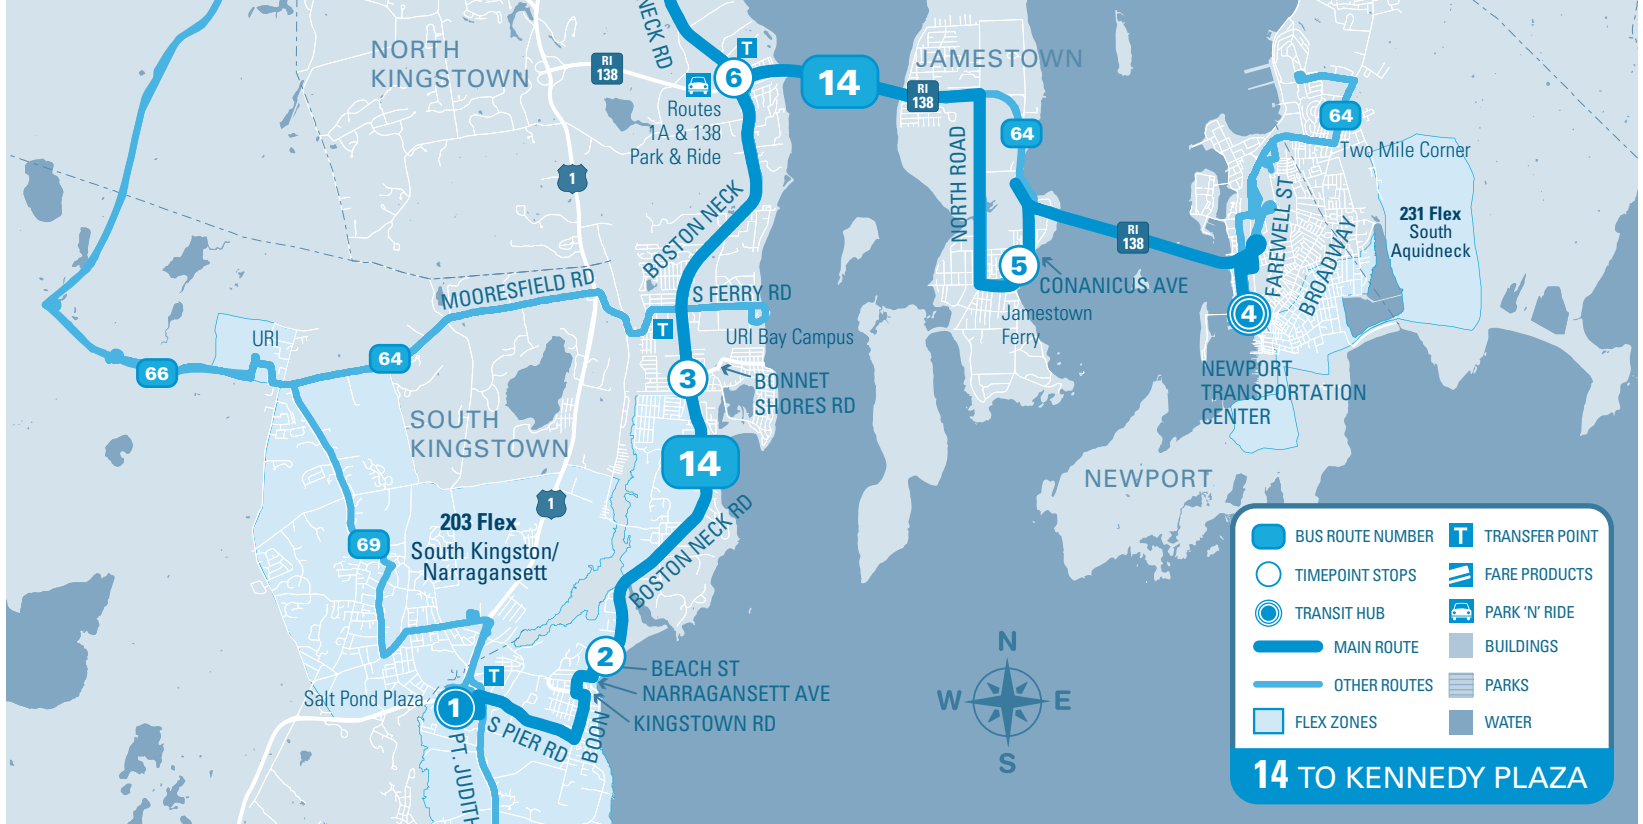 NECK RD
T
NORTH
KINGSTOWN
RI
138
6
14
JAMESTOWN
RI
138
Routes
1A & 138
Park & Ride
64
64
Two Mile Corner
1
NORTH ROAD
BOSTON NECK
231 Flex
South
Aquidneck
FAREWELL ST
BROADWAY
RI
138
5
CONANICUS AVE
Jamestown
Ferry
4
NEWPORT
TRANSPORTATION
CENTER
MOORESFIELD RD
S FERRY RD
T
URI Bay Campus
URI
66
64
3
BONNET
SHORES RD
SOUTH
KINGSTOWN
14
NEWPORT
1
203 Flex
South Kingston/
Narragansett
69
BOSTON NECK RD
2
BEACH ST
NARRAGANSETT AVE
KINGSTOWN RD
T
Salt Pond Plaza
1
S PIER RD
BOON
PT. JUDITH
N
W
E
S
BUS ROUTE NUMBER
T
TRANSFER POINT
TIMEPOINT STOPS
FARE PRODUCTS
TRANSIT HUB
PARK ‘N’ RIDE
MAIN ROUTE
BUILDINGS
OTHER ROUTES
PARKS
FLEX ZONES
WATER
14 TO KENNEDY PLAZA